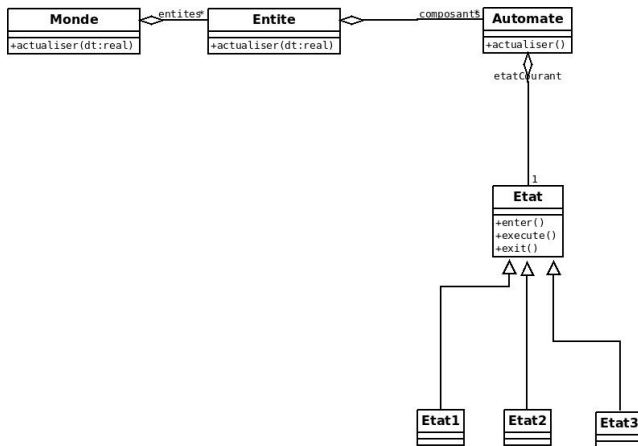 Monde
+actualiser(dt:real)
entites*
Entite
+actualiser(dt:real)
composants*
Automate
+actualiser()
etatCourant
1
Etat
+enter()
+execute()
+exit()
Etat1
Etat2
Etat3